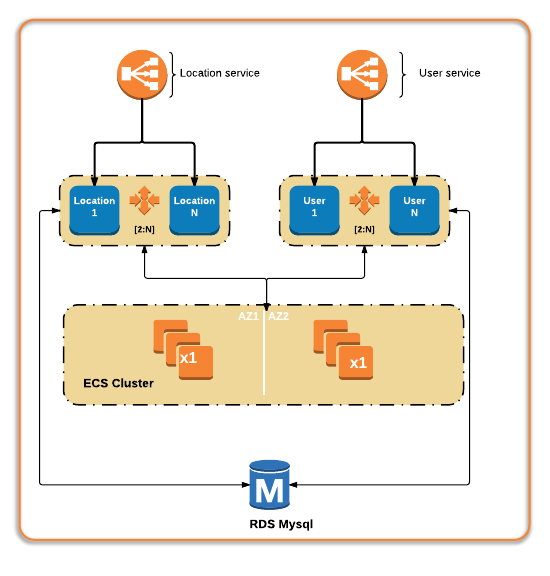 Location service
User service
Location
1
Location
N
[2:N]
User
1
User
N
[2:N]
AZ1
AZ2
x1
x1
ECS Cluster
M
RDS Mysql